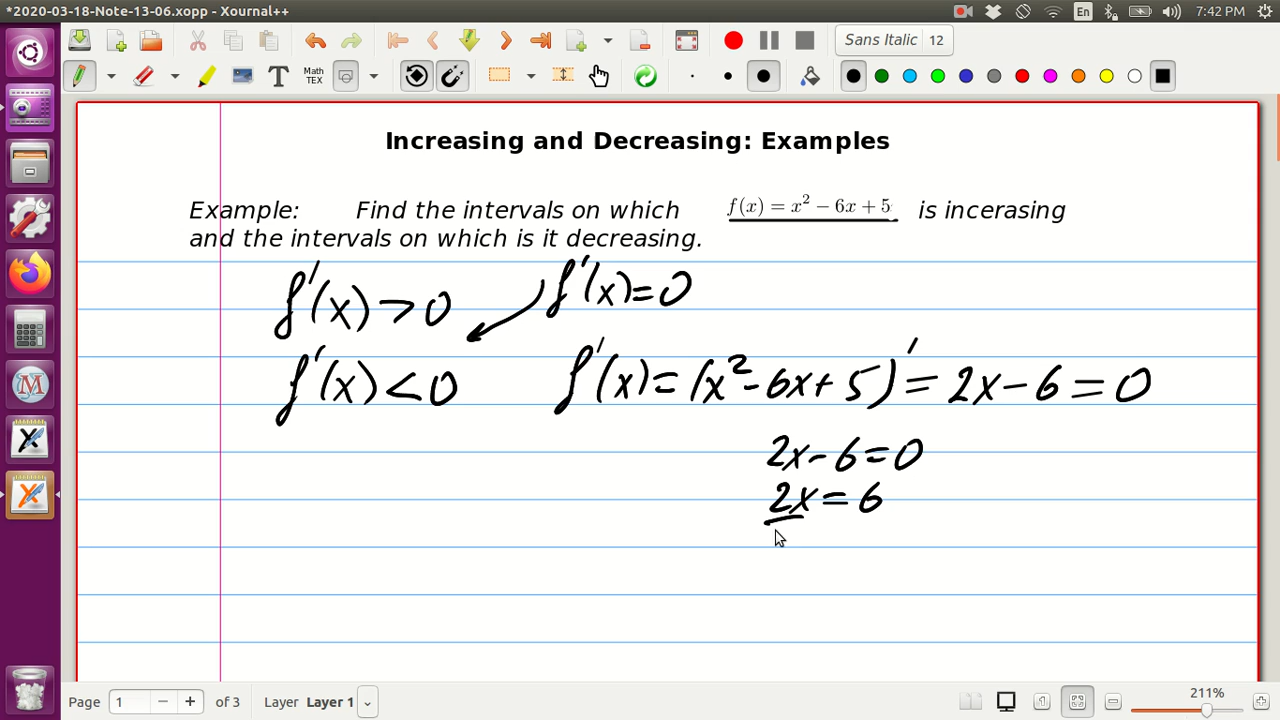 *2020-03-18-Note-13-06.xopp - Xournal++
En
7:42 PM
Math TEX
Sans Italic 12
Increasing and Decreasing: Examples
Example: Find the intervals on which f(x) = x² − 6x + 5 is incerasing
and the intervals on which is it decreasing.
f'(x) > 0
f'(x) = 0
f'(x) < 0
f'(x) = (x² - 6x + 5)' = 2x - 6 = 0
2x - 6 = 0
2x = 6
Page 1 of 3 Layer Layer 1 211%